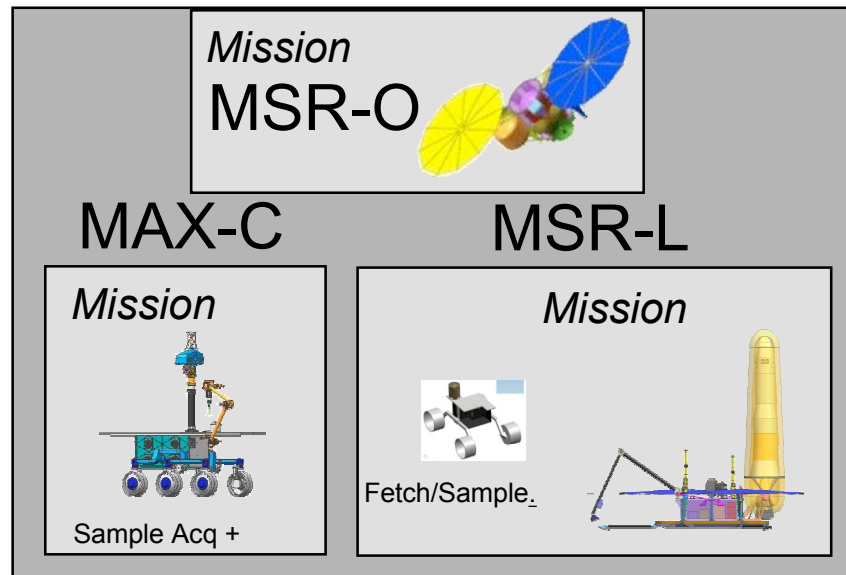 Mission
MSR-O
MAX-C
MSR-L
Mission
Sample Acq +
Mission
Fetch/Sample.